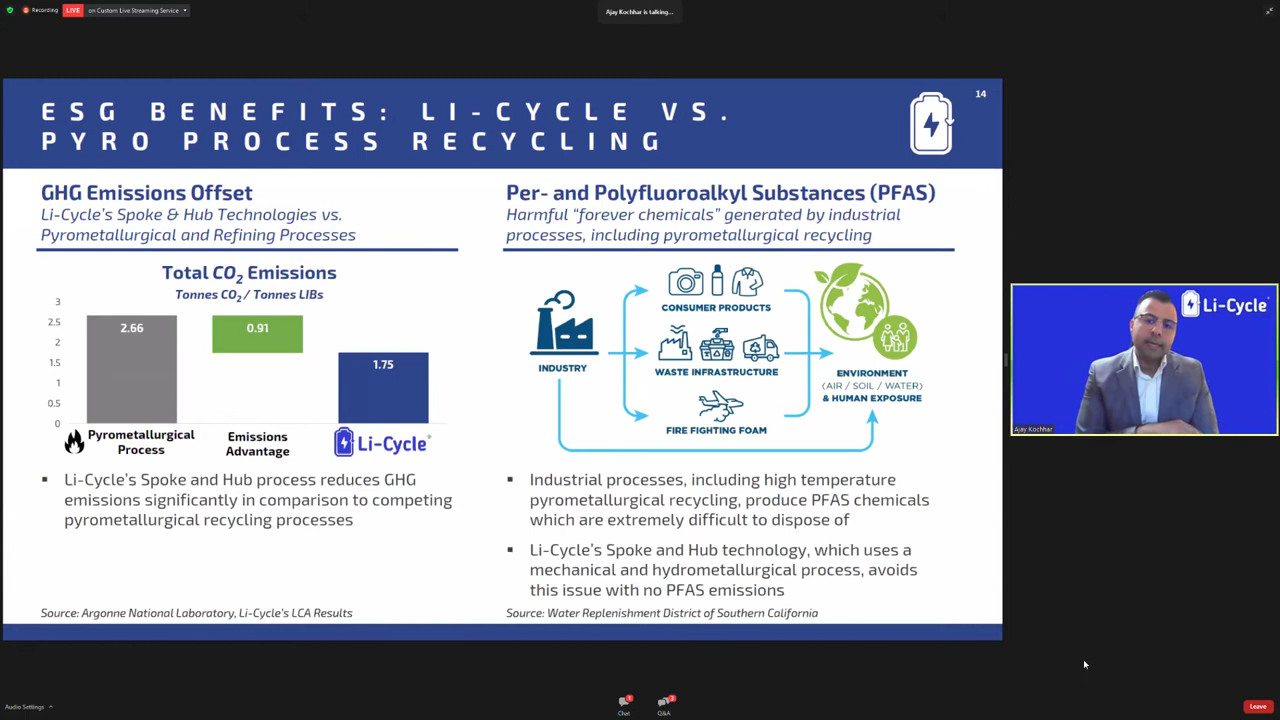 Recording
LIVE
on Custom Live Streaming Service
Ajay Kochhar is talking...
14
ESG BENEFITS: LI-CYCLE VS.
PYRO PROCESS RECYCLING
GHG Emissions Offset
Li-Cycle's Spoke & Hub Technologies vs.
Pyrometallurgical and Refining Processes
Total CO2 Emissions
Tonnes CO2 / Tonnes LIBs
3
2.5
2
1.5
1
0.5
0
2.66
0.91
1.75
Pyrometallurgical
Process
Emissions
Advantage
Li-Cycle®
▪ Li-Cycle's Spoke and Hub process reduces GHG
emissions significantly in comparison to competing
pyrometallurgical recycling processes
Source: Argonne National Laboratory, Li-Cycle's LCA Results
Per- and Polyfluoroalkyl Substances (PFAS)
Harmful “forever chemicals” generated by industrial
processes, including pyrometallurgical recycling
INDUSTRY
CONSUMER PRODUCTS
WASTE INFRASTRUCTURE
FIRE FIGHTING FOAM
ENVIRONMENT
(AIR / SOIL / WATER)
& HUMAN EXPOSURE
▪ Industrial processes, including high temperature
pyrometallurgical recycling, produce PFAS chemicals
which are extremely difficult to dispose of
▪ Li-Cycle's Spoke and Hub technology, which uses a
mechanical and hydrometallurgical process, avoids
this issue with no PFAS emissions
Source: Water Replenishment District of Southern California
Li-Cycle®
Ajay Kochhar
Audio Settings
Chat
Q&A
Leave